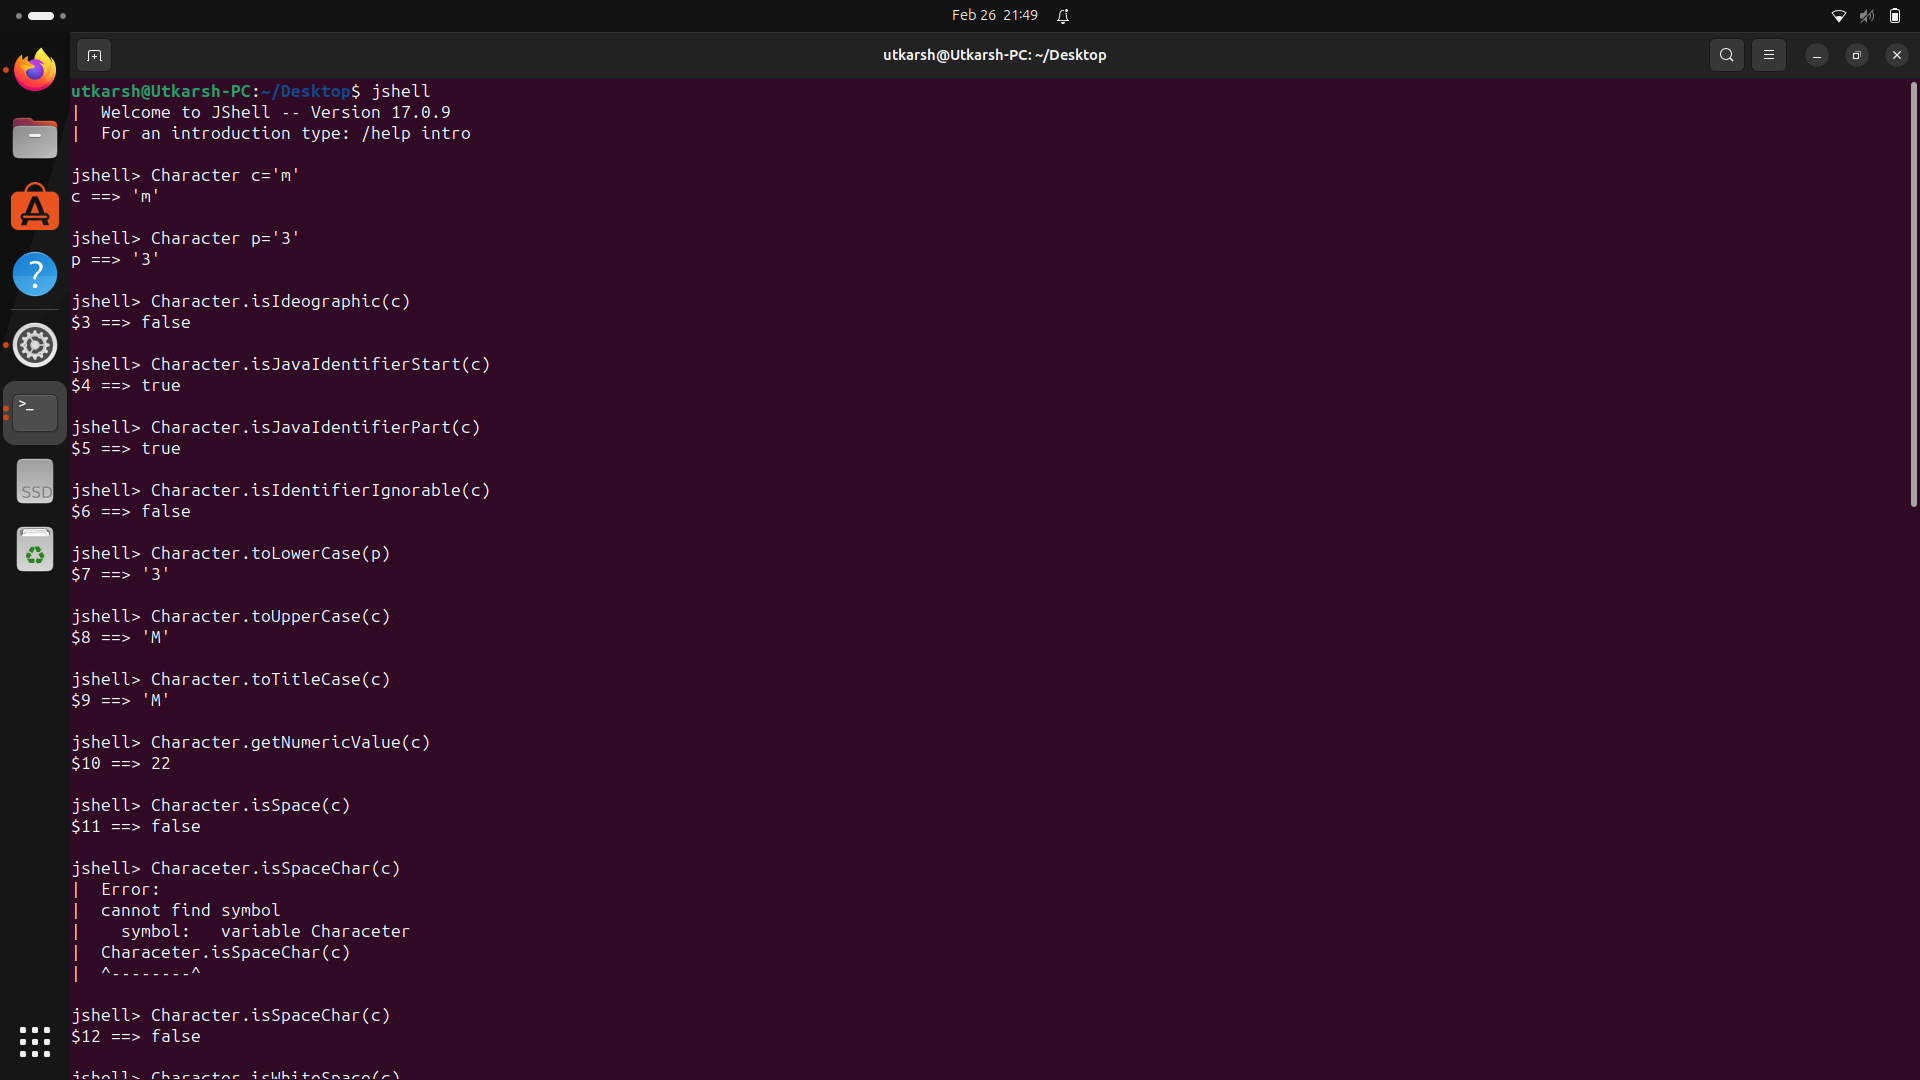 Feb 26 21:49
utkarsh@Utkarsh-PC: ~/Desktop
utkarsh@Utkarsh-PC:~/Desktop$ jshell
| Welcome to JShell -- Version 17.0.9
| For an introduction type: /help intro
jshell> Character c='m'
c ==> 'm'
jshell> Character p='3'
p ==> '3'
jshell> Character.isIdeographic(c)
$3 ==> false
jshell> Character.isJavaIdentifierStart(c)
$4 ==> true
jshell> Character.isJavaIdentifierPart(c)
$5 ==> true
jshell> Character.isIdentifierIgnorable(c)
$6 ==> false
jshell> Character.toLowerCase(p)
$7 ==> '3'
jshell> Character.toUpperCase(c)
$8 ==> 'M'
jshell> Character.toTitleCase(c)
$9 ==> 'M'
jshell> Character.getNumericValue(c)
$10 ==> 22
jshell> Character.isSpace(c)
$11 ==> false
jshell> Characeter.isSpaceChar(c)
| Error:
| cannot find symbol
|   symbol:   variable Characeter
| Characeter.isSpaceChar(c)
| ^--------^
jshell> Character.isSpaceChar(c)
$12 ==> false
jshell> Character.isWhiteSpace(c)
>_
SSD